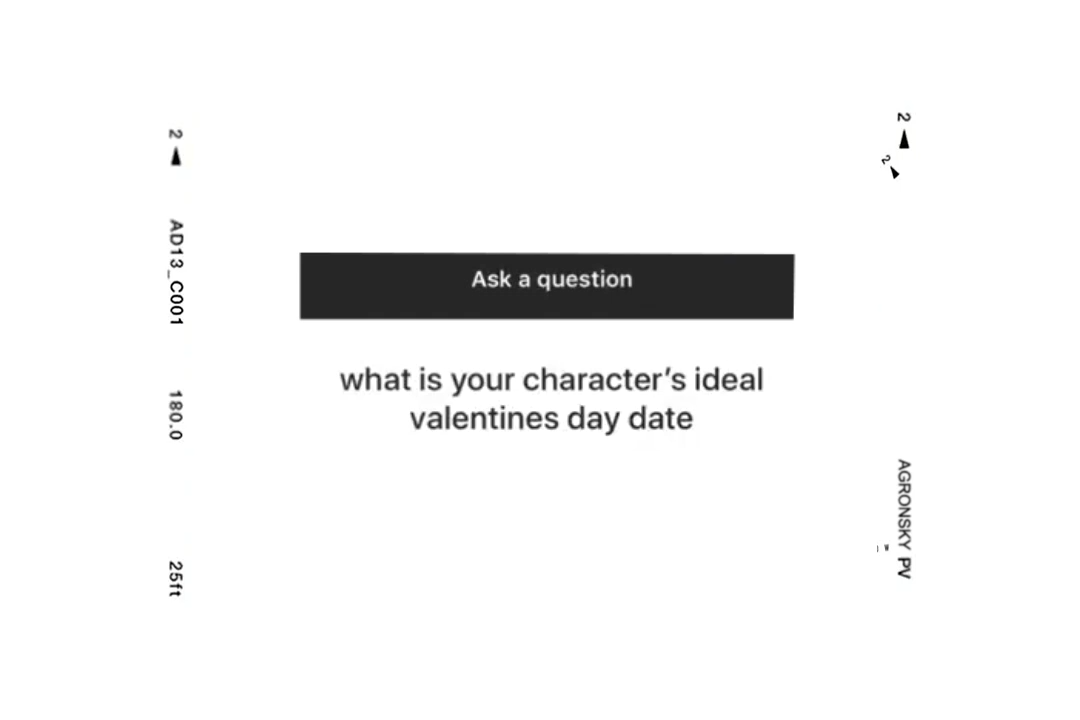 2
AD13_C001
180.0
25ft
Ask a question
what is your character's ideal
valentines day date
2
2
AGRONSKY PV